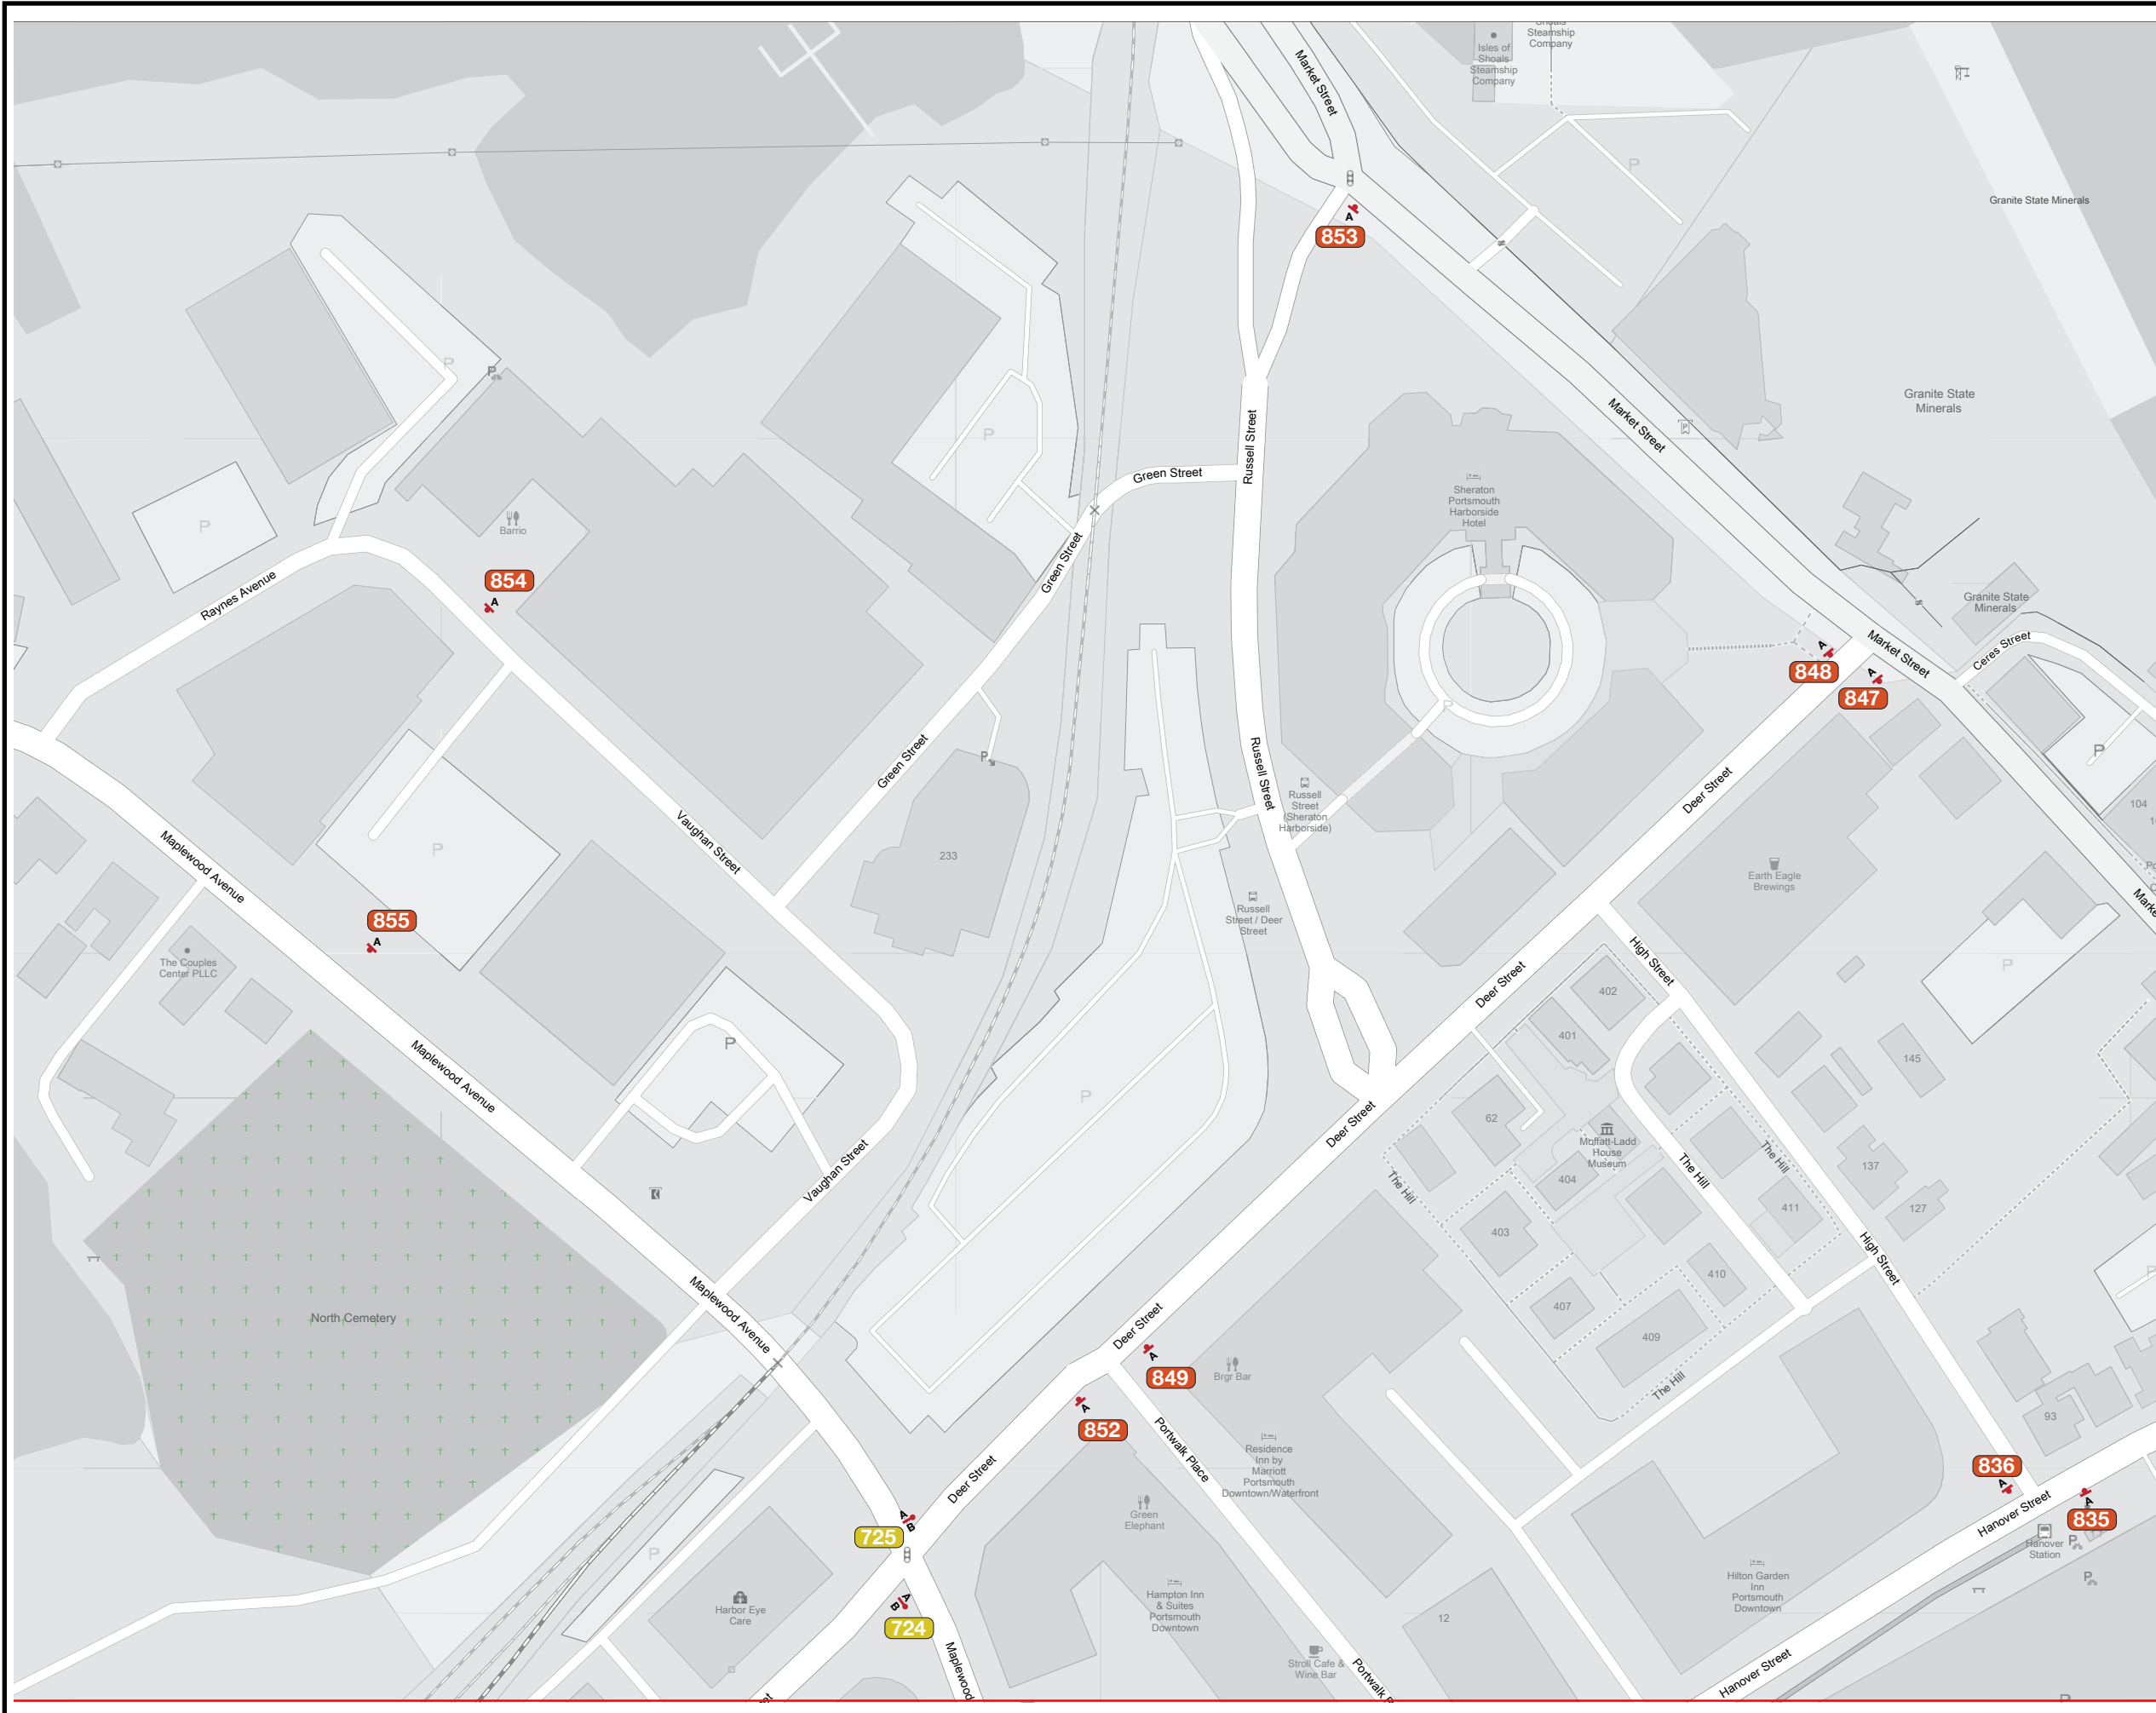 Shoals
Steamship
Company
Isles of
Shoals
Steamship
Company
Market Street
P
Granite State Minerals
A
853
P
P
P
Granite State
Minerals
Market Street
P
Russell Street
Green Street
Sheraton
Portsmouth
Harborside
Hotel
P
Barrio
Green Street
854
A
Raynes Avenue
Granite State
Minerals
Ceres Street
Market Street
A
848
A
847
P
P
P
Green Street
Russell Street
Deer Street
Russell
Street
(Sheraton
Harborside)
104
Vaughan Street
P
233
Maplewood Avenue
Earth Eagle
Brewings
855
A
Russell
Street / Deer
Street
The Couples
Center PLLC
High Street
P
Deer Street
402
401
P
145
Maplewood Avenue
P
62
Deer Street
Moffatt-Ladd
House
Museum
The Hill
The Hill
The Hill
137
404
Vaughan Street
411
127
403
High Street
410
North Cemetery
Maplewood Avenue
407
409
Deer Street
A
849
Brgr Bar
The Hill
A
852
93
Portwalk Place
Residence
Inn by
Marriott
Portsmouth
Downtown/Waterfront
Deer Street
836
A
Hanover Street
A
835
Green
Elephant
A
B
725
P
Hanover
Station
P
P
Harbor Eye
Care
A
B
724
Hampton Inn
& Suites
Portsmouth
Downtown
Hilton Garden
Inn
Portsmouth
Downtown
12
Maplewood
Stroll Cafe &
Wine Bar
Portwalk P
Hanover Street
P